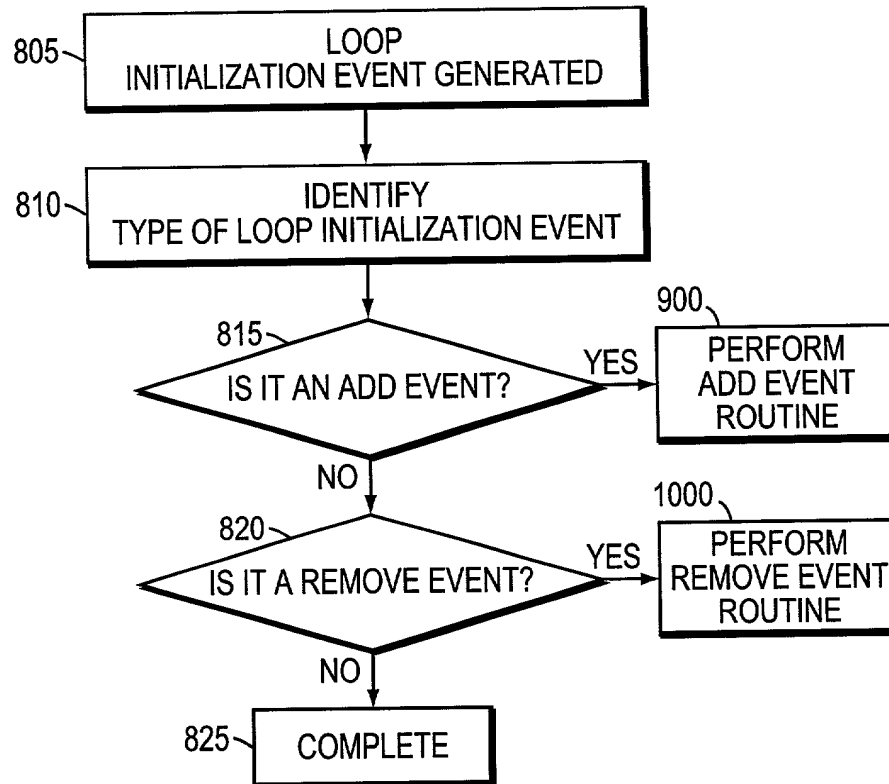 805
LOOP
INITIALIZATION EVENT GENERATED
810
IDENTIFY
TYPE OF LOOP INITIALIZATION EVENT
815
IS IT AN ADD EVENT?
YES
900
PERFORM
ADD EVENT
ROUTINE
NO
820
IS IT A REMOVE EVENT?
YES
1000
PERFORM
REMOVE EVENT
ROUTINE
NO
825
COMPLETE